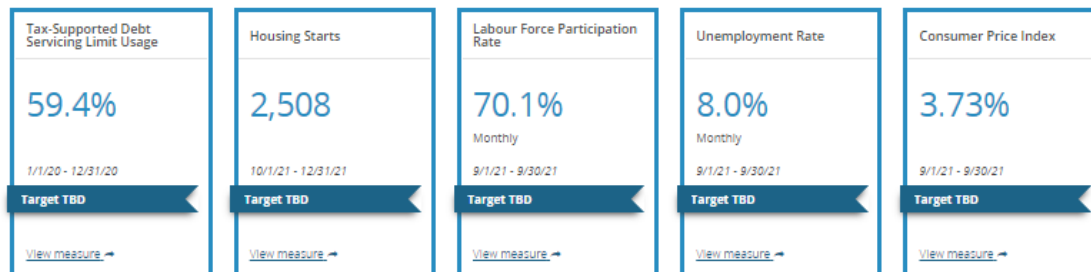 Tax-Supported Debt
Servicing Limit Usage
59.4%
1/1/20 - 12/31/20
Target TBD
View measure
Housing Starts
2,508
10/1/21 - 12/31/21
Target TBD
View measure
Labour Force Participation
Rate
70.1%
Monthly
9/1/21 - 9/30/21
Target TBD
View measure
Unemployment Rate
8.0%
Monthly
9/1/21 - 9/30/21
Target TBD
View measure
Consumer Price Index
3.73%
9/1/21 - 9/30/21
Target TBD
View measure